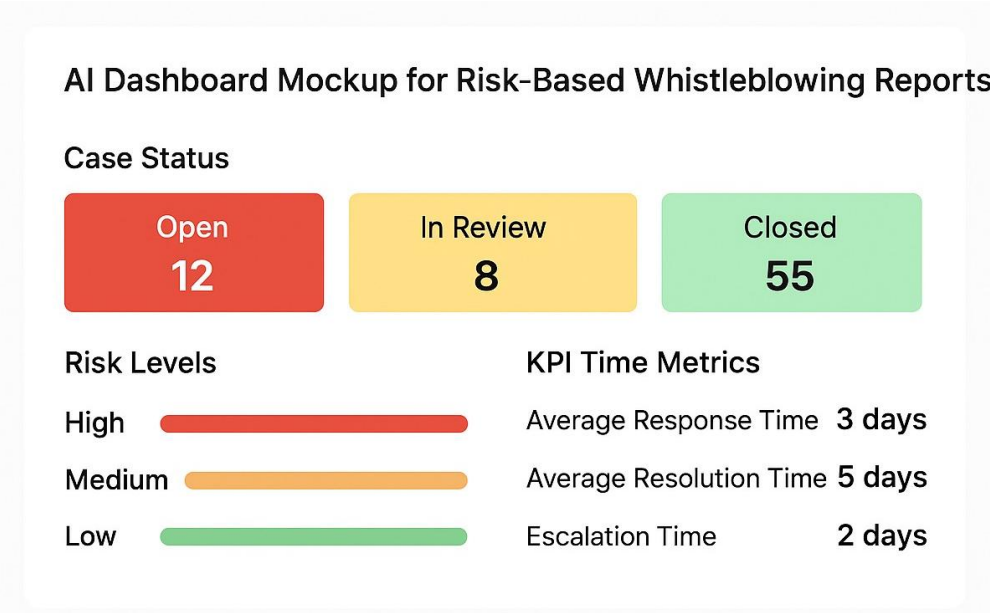 AI Dashboard Mockup for Risk-Based Whistleblowing Reports
Case Status
Open
12
In Review
8
Closed
55
Risk Levels
High
Medium
Low
KPI Time Metrics
Average Response Time 3 days
Average Resolution Time 5 days
Escalation Time 2 days